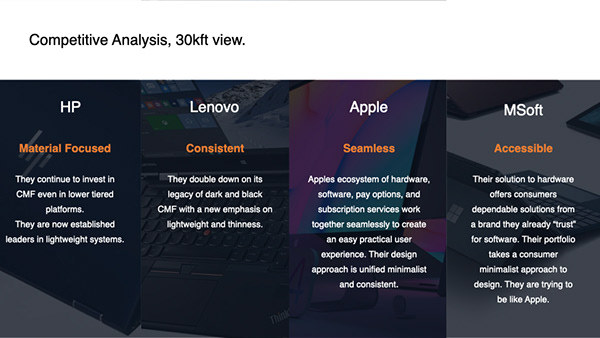 Competitive Analysis, 30kft view.
HP
Material Focused
They continue to invest in
CMF even in lower tiered
platforms.
They are now established
leaders in lightweight systems.
Lenovo
Consistent
They double down on its
legacy of dark and black
CMF with a new emphasis on
lightweight and thinness.
Apple
Seamless
Apples ecosystem of hardware,
software, pay options, and
subscription services work
together seamlessly to create
an easy practical user
experience. Their design
approach is unified minimalist
and consistent.
MSoft
Accessible
Their solution to hardware
offers consumers
dependable solutions from
a brand they already “trust”
for software. Their portfolio
takes a consumer
minimalist approach to
design. They are trying to
be like Apple.